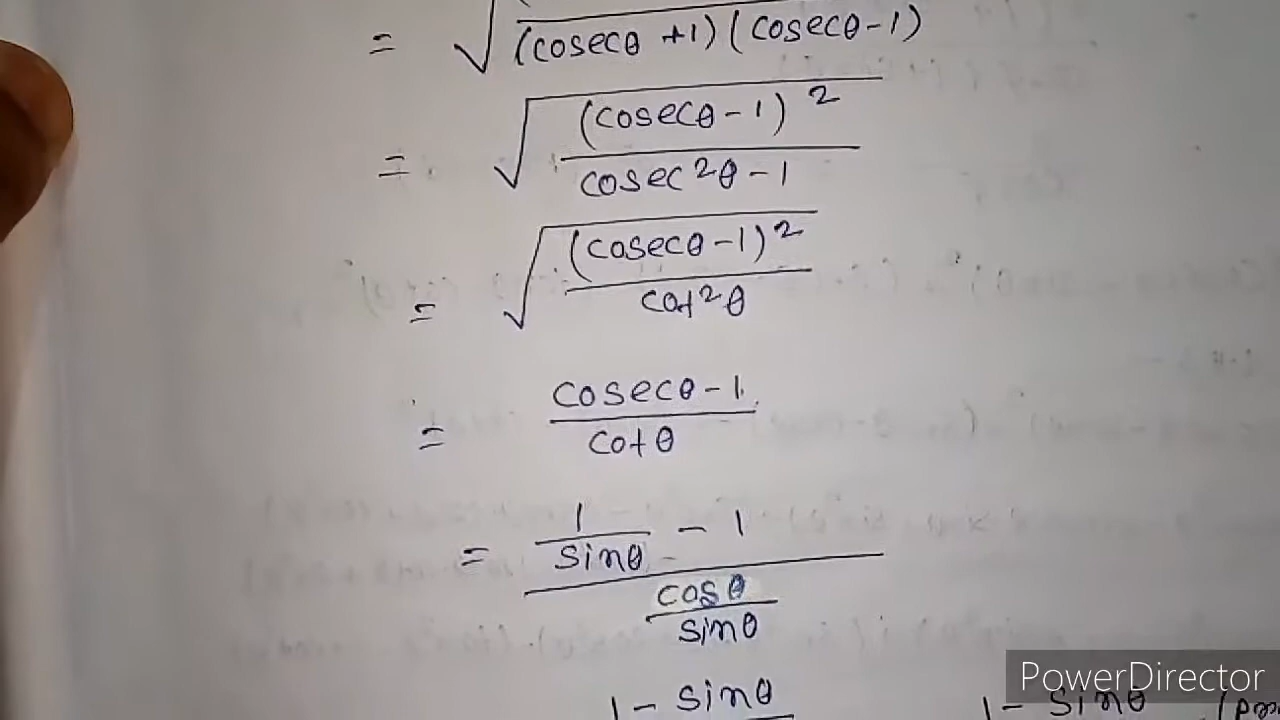 = √(cosecθ +1)(cosecθ-1)
= √(cosecθ-1)²/cosec²θ-1
= √(cosecθ-1)²/cot²θ
= cosecθ-1/cotθ
= 1/sinθ - 1/cosθ/sinθ
1- sinθ 1- sinθ
PowerDirector